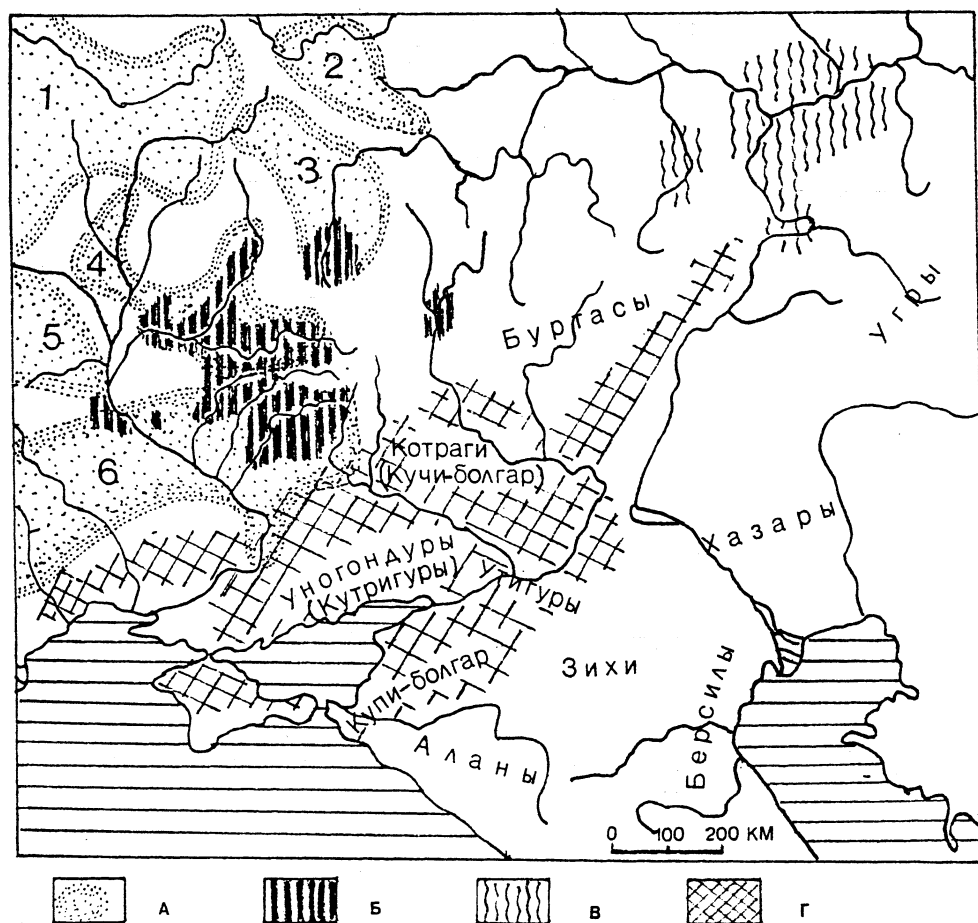 1
2
3
4
5
6
Буртасы
Угры
Котраги
(Кучи-болгар)
Хазары
Уногондуры
(Кутригуры)
Утигуры
Купи-болгар
Зихи
Берсилы
Аланы
0 100 200 КМ
А Б В Г